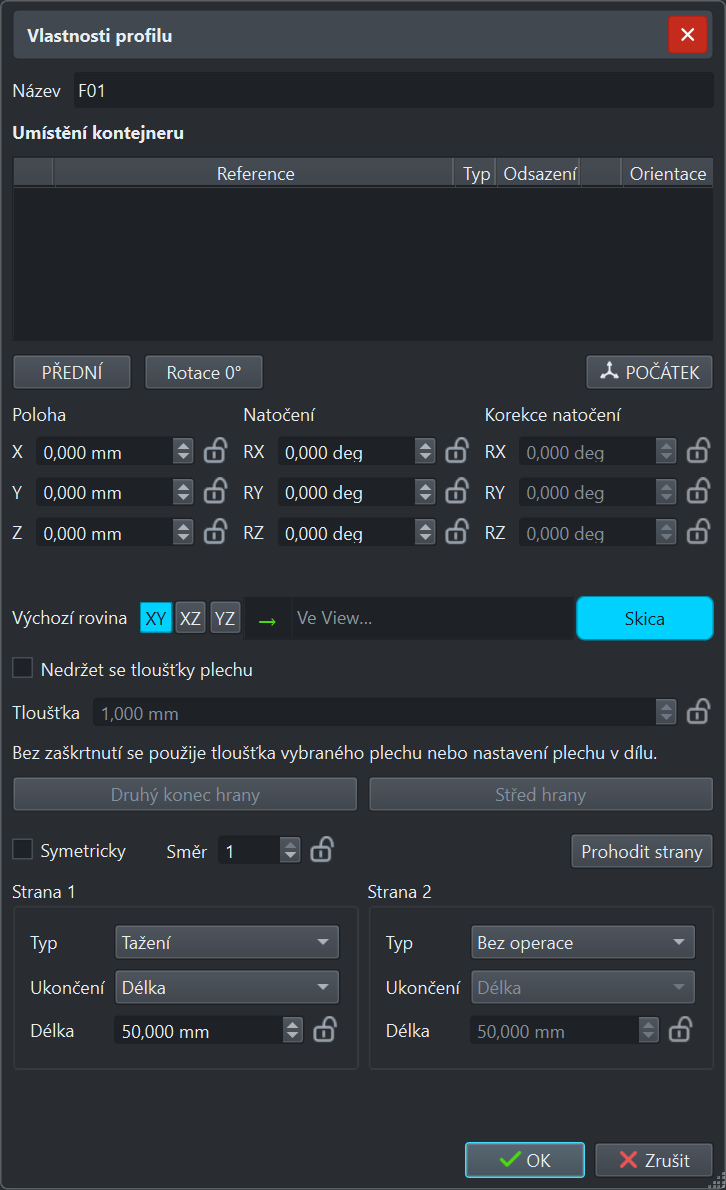 Vlastnosti profilu
Název F01
Umístění kontejneru
Reference Typ Odsazení Orientace
PŘEDNÍ Rotace 0° POČÁTEK
Poloha Natočení Korekce natočení
X 0,000 mm RX 0,000 deg RX 0,000 deg
Y 0,000 mm RY 0,000 deg RY 0,000 deg
Z 0,000 mm RZ 0,000 deg RZ 0,000 deg
Výchozí rovina XY XZ YZ → Ve View... Skica
Nedržet se tloušťky plechu
Tloušťka 1,000 mm
Bez zaškrtnutí se použije tloušťka vybraného plechu nebo nastavení plechu v dílu.
Druhý konec hrany Střed hrany
Symetricky Směr 1 Prohodit strany
Strana 1 Strana 2
Typ Tažení Typ Bez operace
Ukončení Délka Ukončení Délka
Délka 50,000 mm Délka 50,000 mm
OK Zrušit